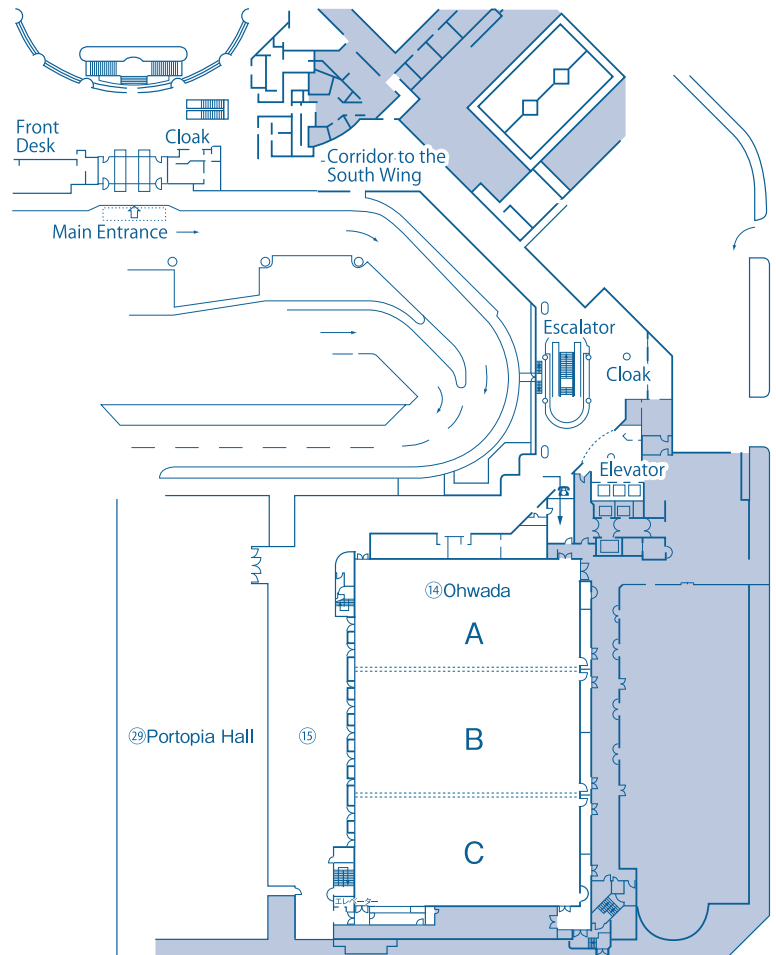 Front
Desk
Cloak
Corridor to the
South Wing
Main Entrance
Escalator
Cloak
Elevator
⑭Ohwada
A
㉙Portopia Hall
⑮
B
C
エレベーター